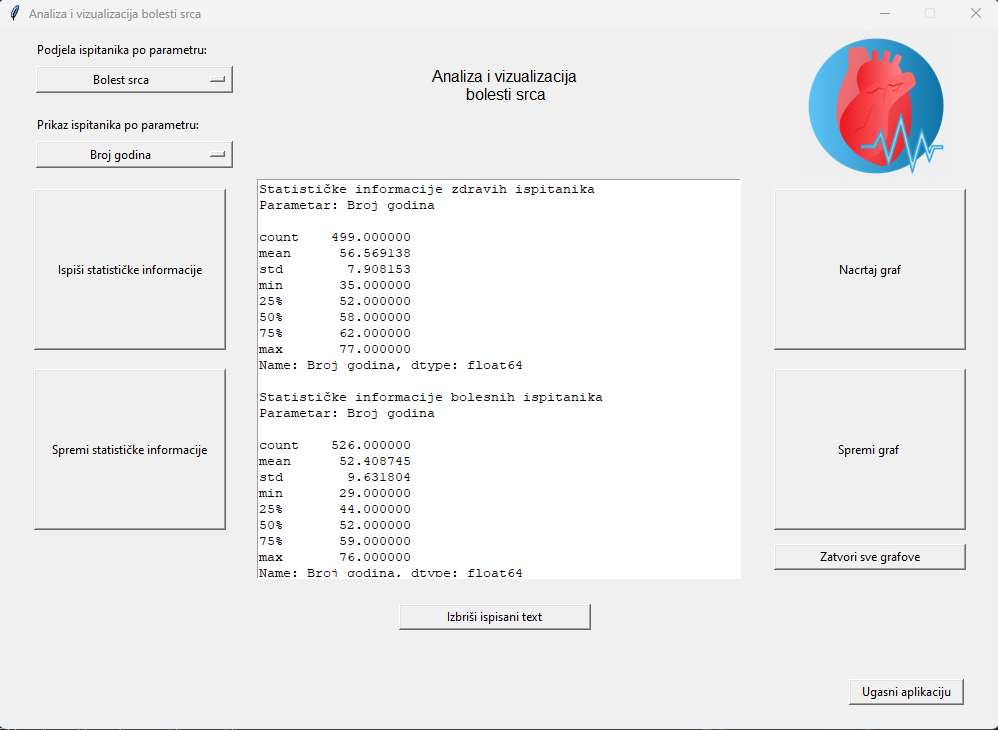 Analiza i vizualizacija bolesti srca
Podjela ispitanika po parametru:
Bolest srca
Prikaz ispitanika po parametru:
Broj godina
Analiza i vizualizacija
bolesti srca
Ispiši statističke informacije
Spremi statističke informacije
Statističke informacije zdravih ispitanika
Parametar: Broj godina
count    499.000000
mean      56.569138
std        7.908153
min       35.000000
25%       52.000000
50%       58.000000
75%       62.000000
max       77.000000
Name: Broj godina, dtype: float64
Statističke informacije bolesnih ispitanika
Parametar: Broj godina
count    526.000000
mean      52.408745
std        9.631804
min       29.000000
25%       44.000000
50%       52.000000
75%       59.000000
max       76.000000
Name: Broj godina, dtype: float64
Nacrtaj graf
Spremi graf
Zatvori sve grafove
Izbriši ispisani text
Ugasni aplikaciju